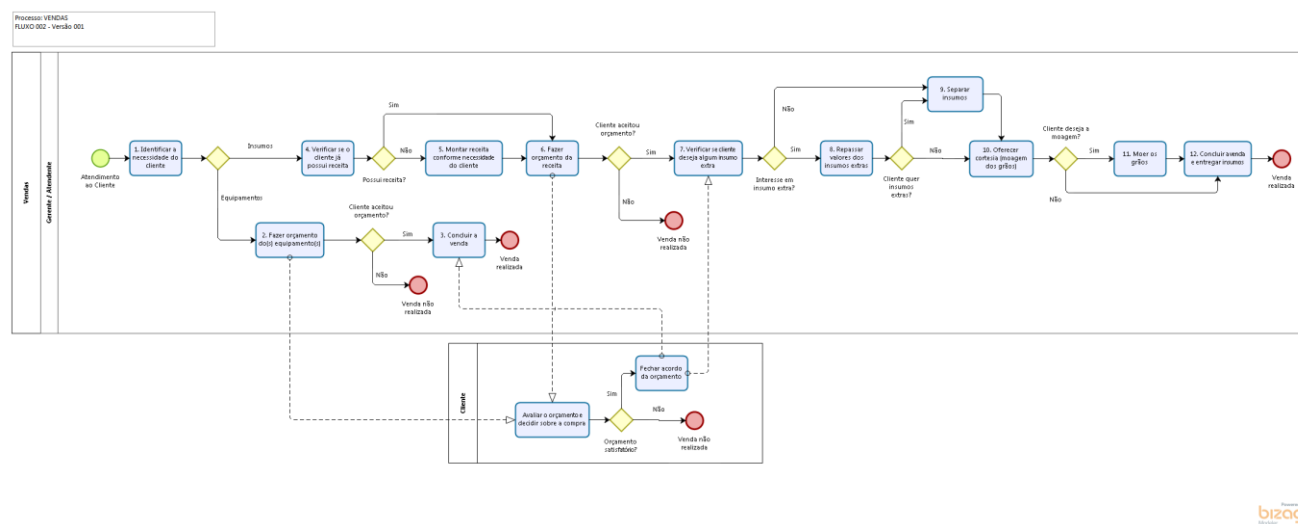 Processo: VENDAS
FLUXO 002 - Versão 001
Vendas
Gerente / Atendente
Atendimento
ao Cliente
1. Identificar a
necessidade do
cliente
Insumos
Equipamentos
4. Verificar se o
cliente já
possui receita
Sim
Não
Possui receita?
5. Montar receita
conforme necessidade
do cliente
6. Fazer
orçamento da
receita
Cliente aceitou
orçamento?
Sim
Não
Venda não
realizada
7. Verificar se cliente
deseja algum insumo
extra
Não
Sim
Interesse em
insumo extra?
8. Repassar
valores dos
insumos extras
Sim
Não
Cliente quer
insumos
extras?
9. Separar
insumos
10. Oferecer
cortesia (moagem
dos grãos)
Cliente deseja a
moagem?
Sim
Não
11. Moer os
grãos
12. Concluir a venda
e entregar insumos
Venda
realizada
2. Fazer orçamento
do(s) equipamento(s)
Cliente aceitou
orçamento?
Sim
Não
3. Concluir a
venda
Venda
realizada
Venda não
realizada
Cliente
Avaliar o orçamento e
decidir sobre a compra
Orçamento
satisfatório?
Sim
Não
Fechar acordo
da orçamento
Venda não
realizada
bizag
Modeler